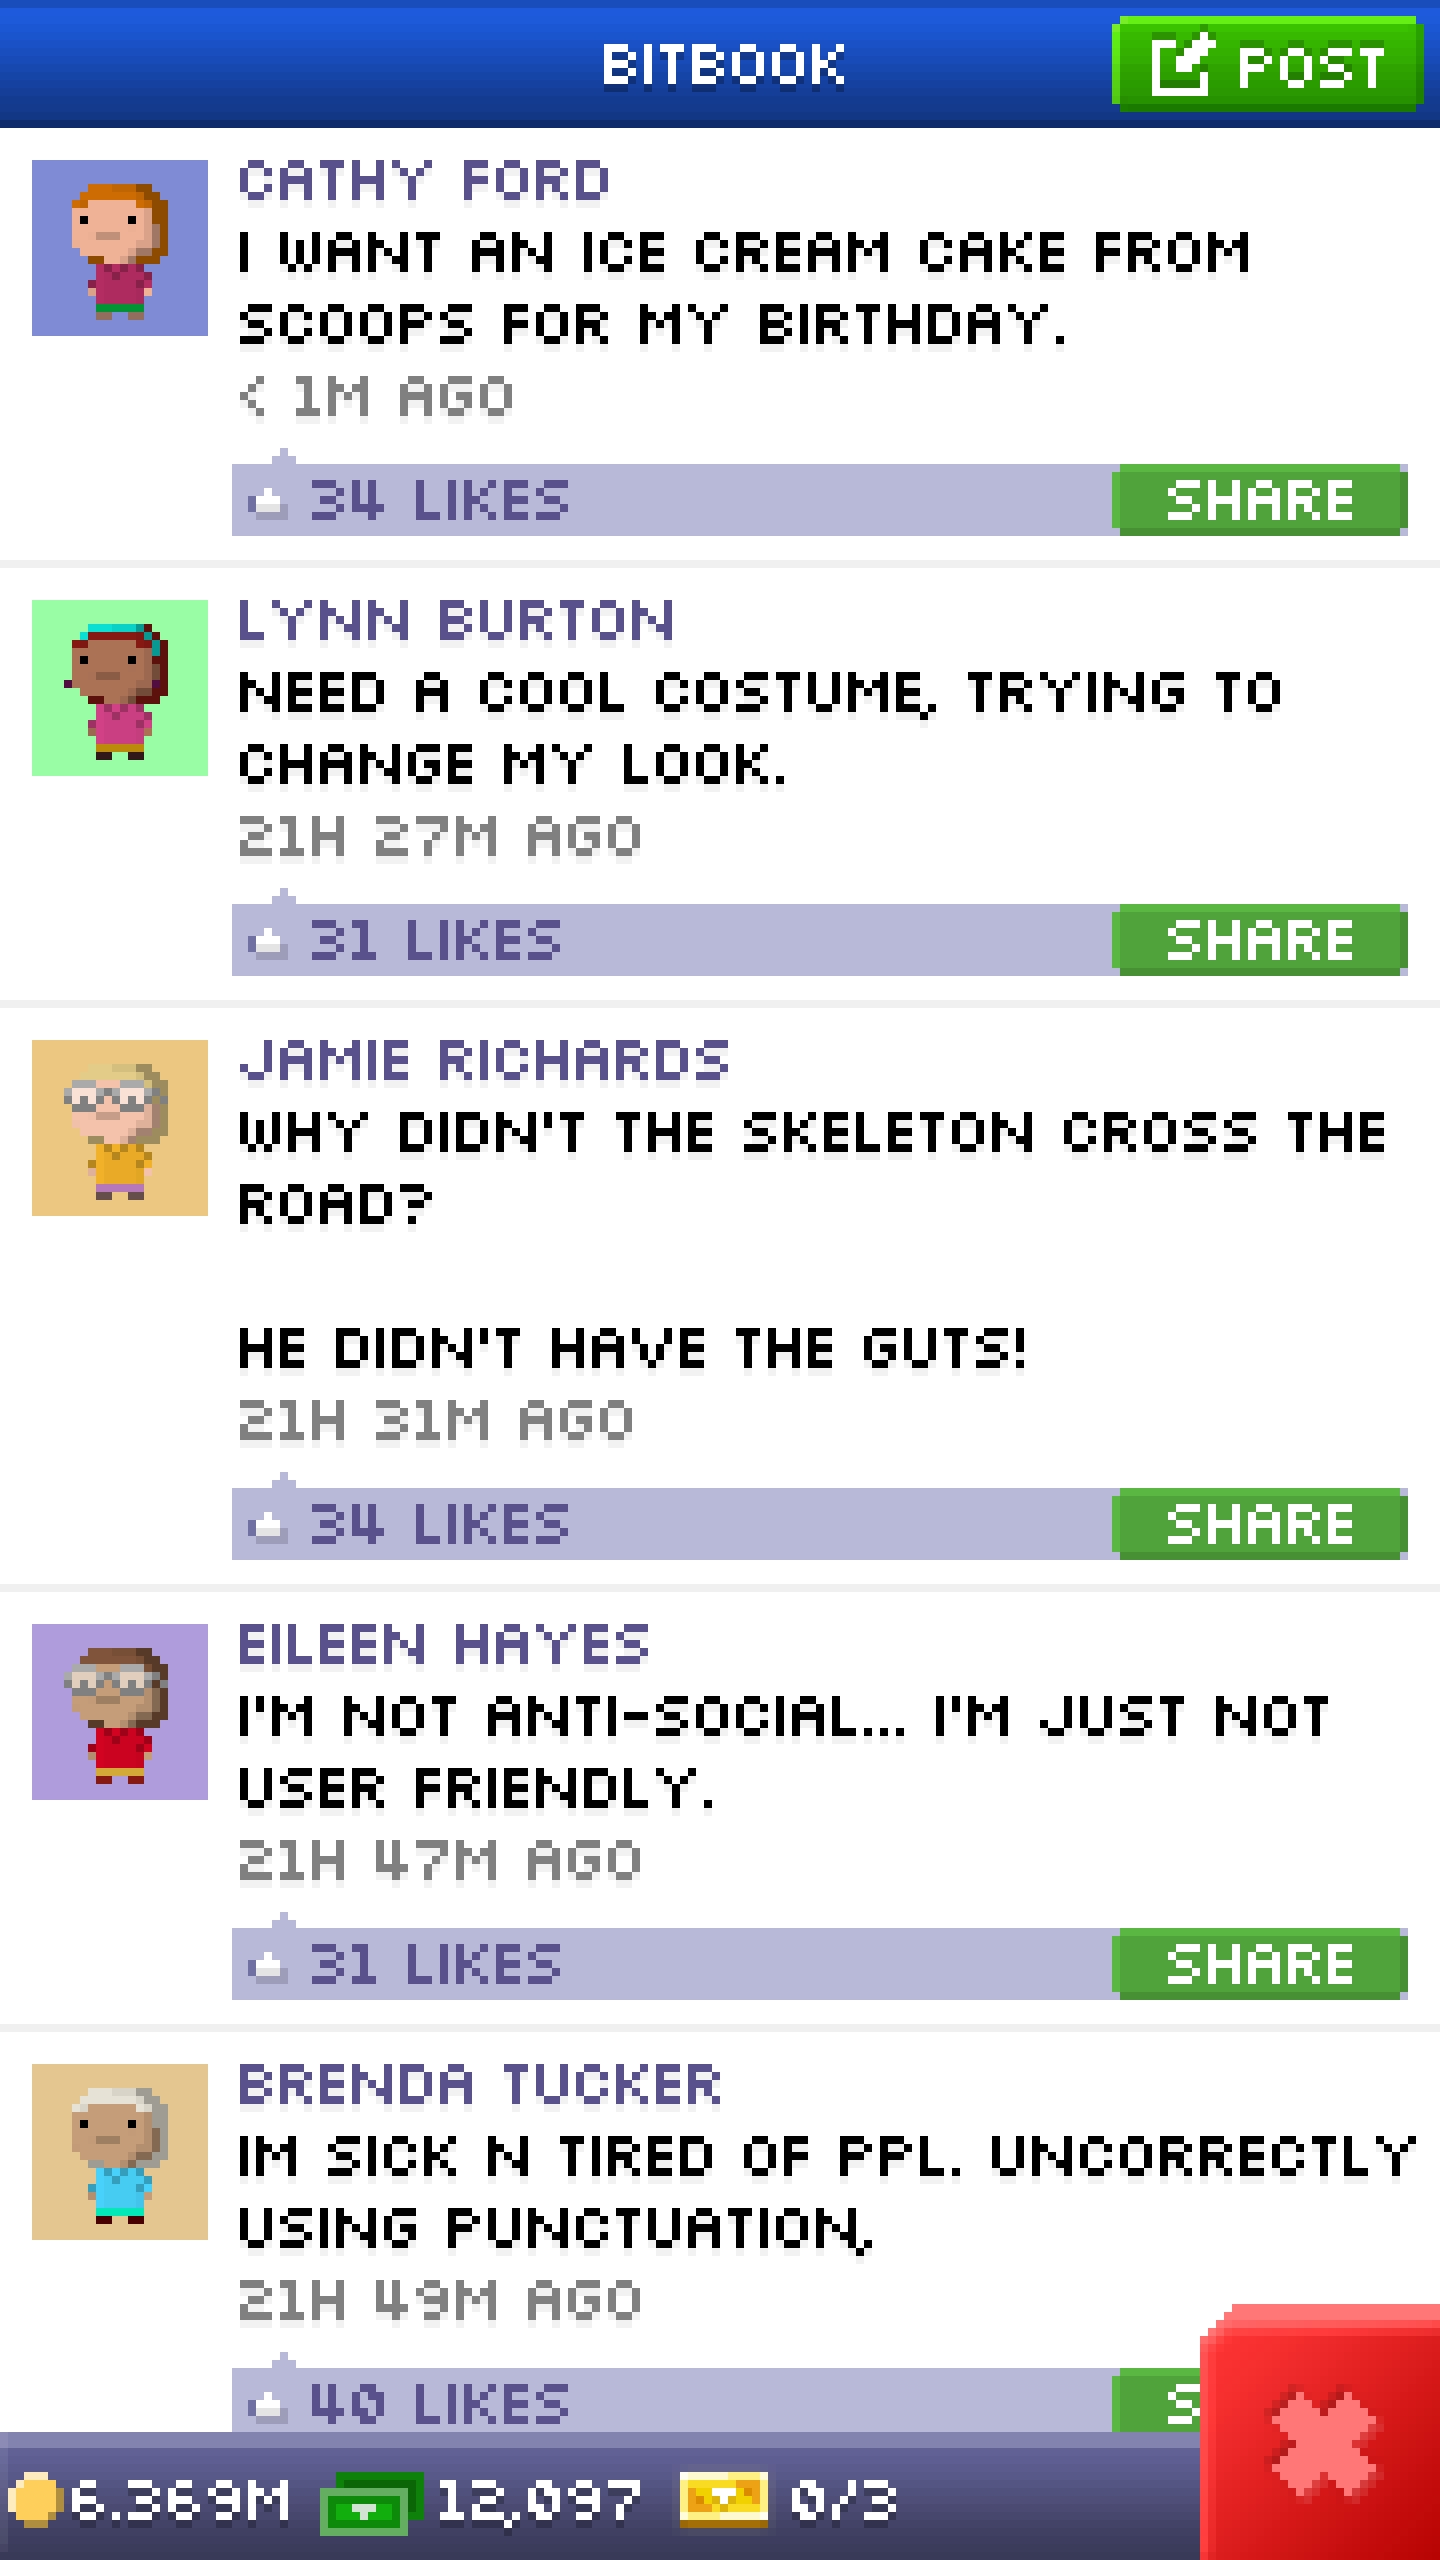 BITBOOK
POST
CATHY FORD
I WANT AN ICE CREAM CAKE FROM
SCOOPS FOR MY BIRTHDAY.
< 1M AGO
34 LIKES
SHARE
LYNN BURTON
NEED A COOL COSTUME, TRYING TO
CHANGE MY LOOK.
21H 27M AGO
31 LIKES
SHARE
JAMIE RICHARDS
WHY DIDN'T THE SKELETON CROSS THE
ROAD?
HE DIDN'T HAVE THE GUTS!
21H 31M AGO
34 LIKES
SHARE
EILEEN HAYES
I'M NOT ANTI-SOCIAL... I'M JUST NOT
USER FRIENDLY.
21H 47M AGO
31 LIKES
SHARE
BRENDA TUCKER
IM SICK N TIRED OF PPL. UNCORRECTLY
USING PUNCTUATION,
21H 49M AGO
40 LIKES
S
6.369M
12,097
0/3